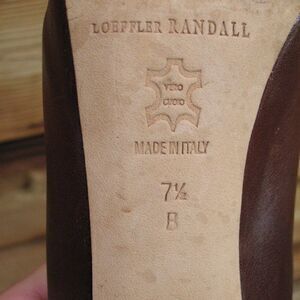 LOEFFLER RANDALL
VERO
CUOIO
MADE IN ITALY
7½
B